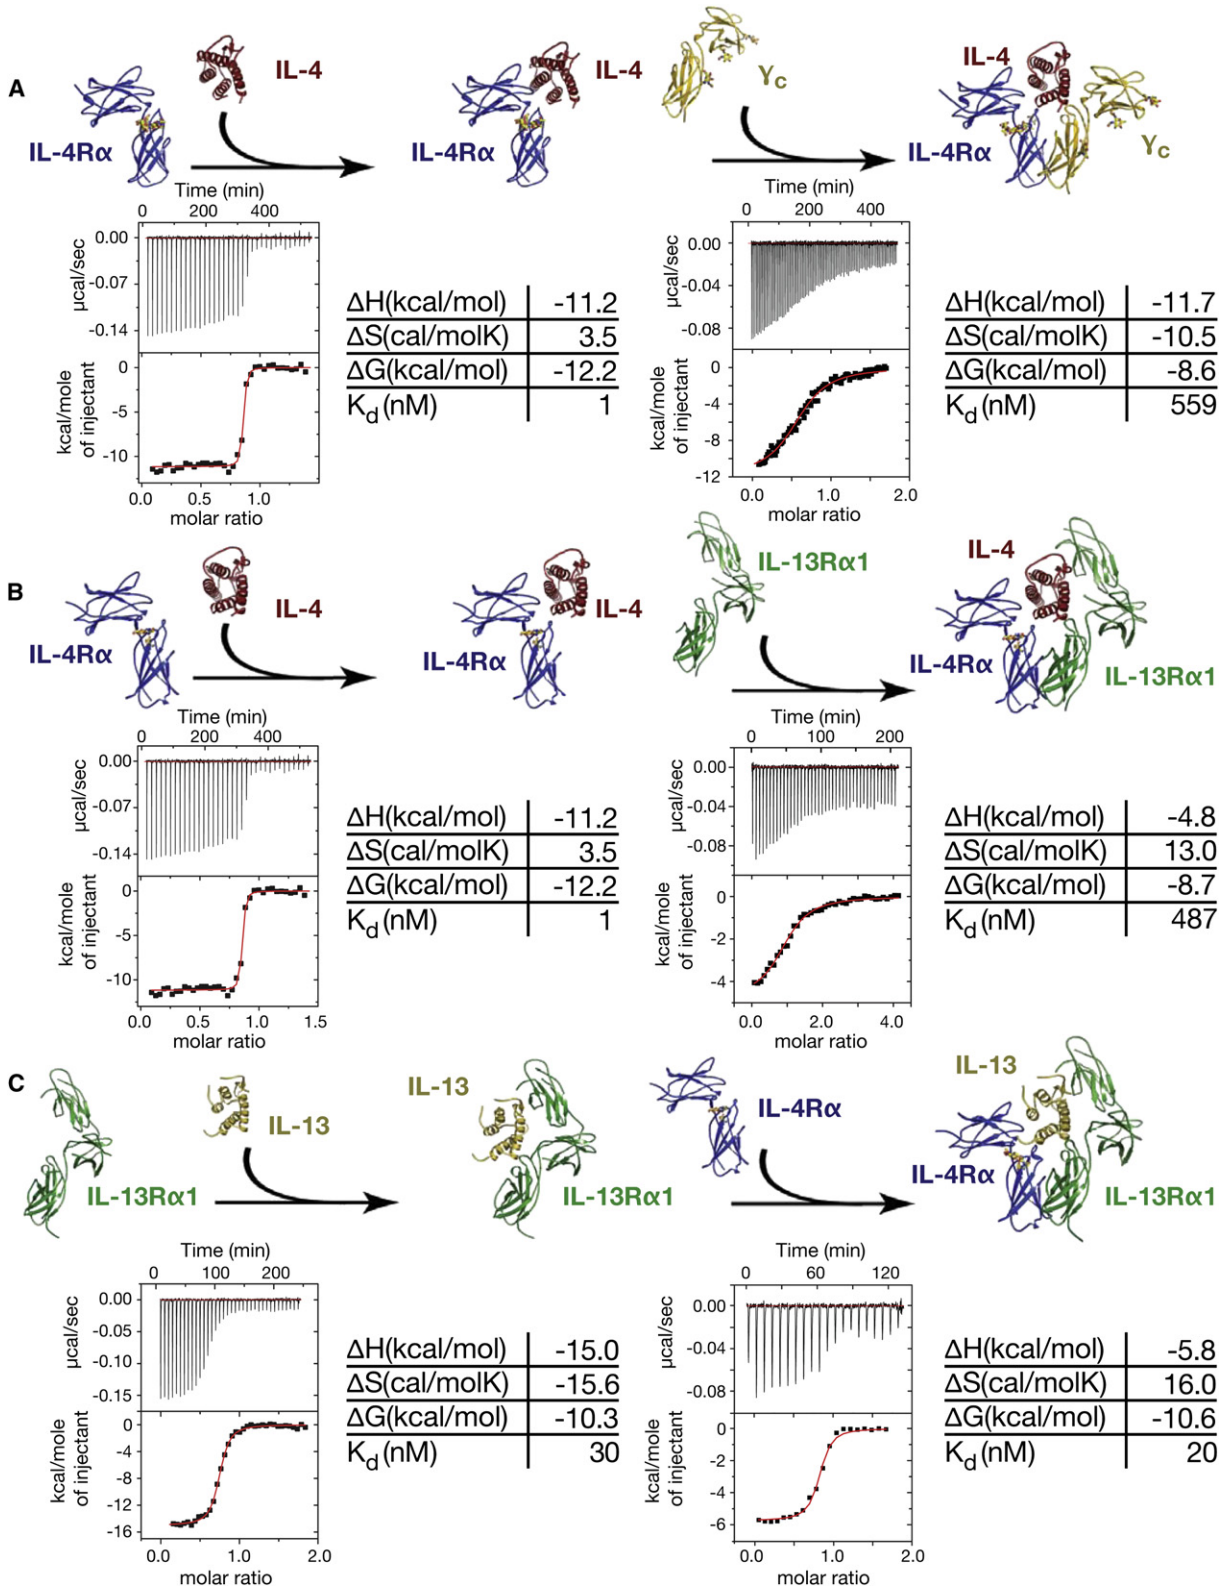 A
IL-4
IL-4Rα
IL-4
IL-4Rα
γc
IL-4
IL-4Rα
γc
Time (min)
0 200 400
μcal/sec
0.00
-0.07
-0.14
kcal/mole
of injectant
0
-5
-10
0.0 0.5 1.0
molar ratio
ΔH(kcal/mol) -11.2
ΔS(cal/molK) 3.5
ΔG(kcal/mol) -12.2
Kd(nM) 1
Time (min)
0 200 400
μcal/sec
0.00
-0.04
-0.08
kcal/mole
of injectant
0
-4
-8
-12
0.0 1.0 2.0
molar ratio
ΔH(kcal/mol) -11.7
ΔS(cal/molK) -10.5
ΔG(kcal/mol) -8.6
Kd(nM) 559
B
IL-4
IL-4Rα
IL-4
IL-4Rα
IL-13Rα1
IL-4
IL-4Rα
IL-13Rα1
Time (min)
0 200 400
μcal/sec
0.00
-0.07
-0.14
kcal/mole
of injectant
0
-5
-10
0.0 0.5 1.0 1.5
molar ratio
ΔH(kcal/mol) -11.2
ΔS(cal/molK) 3.5
ΔG(kcal/mol) -12.2
Kd(nM) 1
Time (min)
0 100 200
μcal/sec
0.00
-0.04
-0.08
kcal/mole
of injectant
0
-2
-4
0.0 2.0 4.0
molar ratio
ΔH(kcal/mol) -4.8
ΔS(cal/molK) 13.0
ΔG(kcal/mol) -8.7
Kd(nM) 487
C
IL-13
IL-13Rα1
IL-13
IL-13Rα1
IL-4Rα
IL-13
IL-4Rα
IL-13Rα1
Time (min)
0 100 200
μcal/sec
0.00
-0.05
-0.10
-0.15
kcal/mole
of injectant
0
-4
-8
-12
-16
0.0 1.0 2.0
molar ratio
ΔH(kcal/mol) -15.0
ΔS(cal/molK) -15.6
ΔG(kcal/mol) -10.3
Kd(nM) 30
Time (min)
0 60 120
μcal/sec
0.00
-0.04
-0.08
kcal/mole
of injectant
0
-2
-4
-6
0.0 1.0 2.0
molar ratio
ΔH(kcal/mol) -5.8
ΔS(cal/molK) 16.0
ΔG(kcal/mol) -10.6
Kd(nM) 20